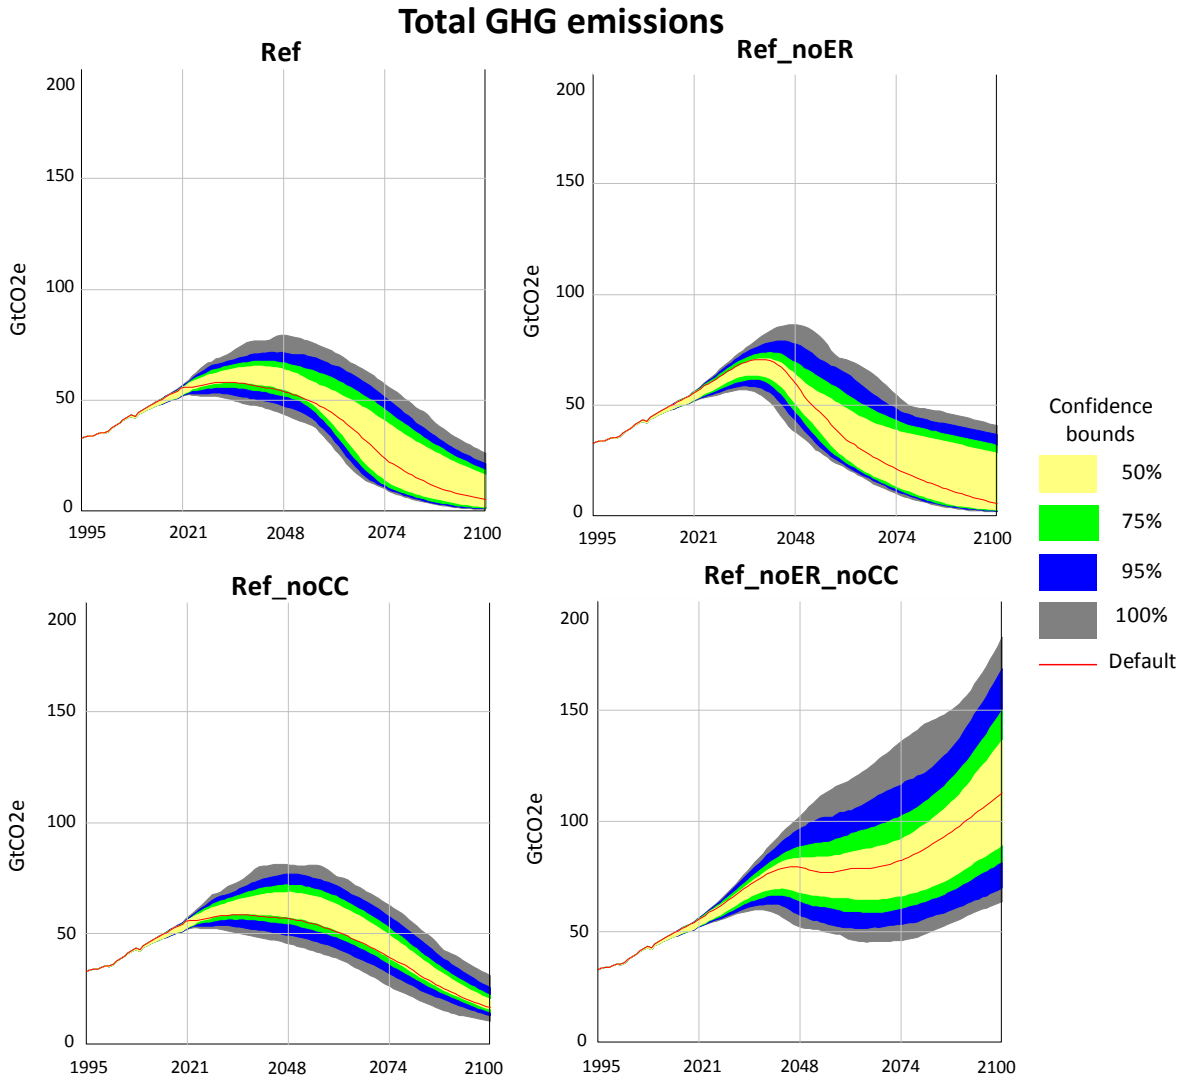 Total GHG emissions
Ref
200
150
100
50
0
GtCO2e
1995 2021 2048 2074 2100
Ref_noER
200
150
100
50
0
GtCO2e
1995 2021 2048 2074 2100
Ref_noCC
200
150
100
50
0
GtCO2e
1995 2021 2048 2074 2100
Ref_noER_noCC
200
150
100
50
0
GtCO2e
1995 2021 2048 2074 2100
Confidence
bounds
50%
75%
95%
100%
Default